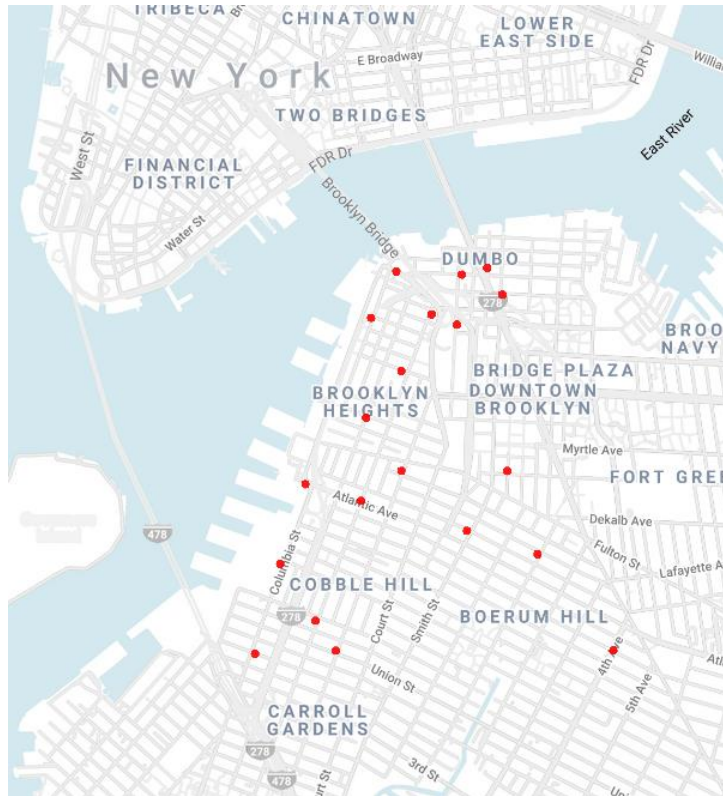 TRIBECA
CHINATOWN
LOWER
EAST SIDE
E Broadway
FDR Dr
New York
TWO BRIDGES
West St
FINANCIAL
DISTRICT
FDR Dr
East River
Water St
Brooklyn Bridge
DUMBO
278
BROO
NAVY
BRIDGE PLAZA
DOWNTOWN
BROOKLYN
BROOKLYN
HEIGHTS
Myrtle Ave
FORT GREE
Atlantic Ave
Dekalb Ave
478
Fulton St
Columbia St
Lafayette A
COBBLE HILL
Court St
Smith St
BOERUM HILL
278
4th Ave
5th Ave
Union St
CARROLL
GARDENS
278
3rd St
478